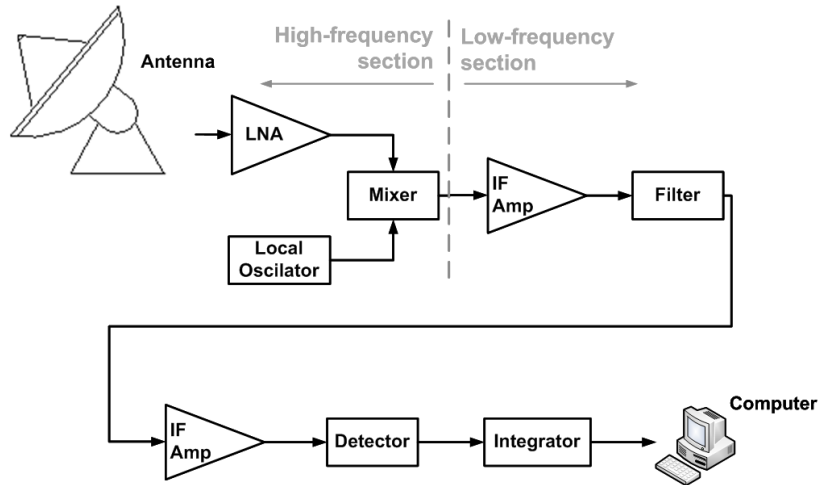 High-frequency
section
Low-frequency
section
Antenna
LNA
Mixer
IF
Amp
Filter
Local
Oscilator
IF
Amp
Detector
Integrator
Computer